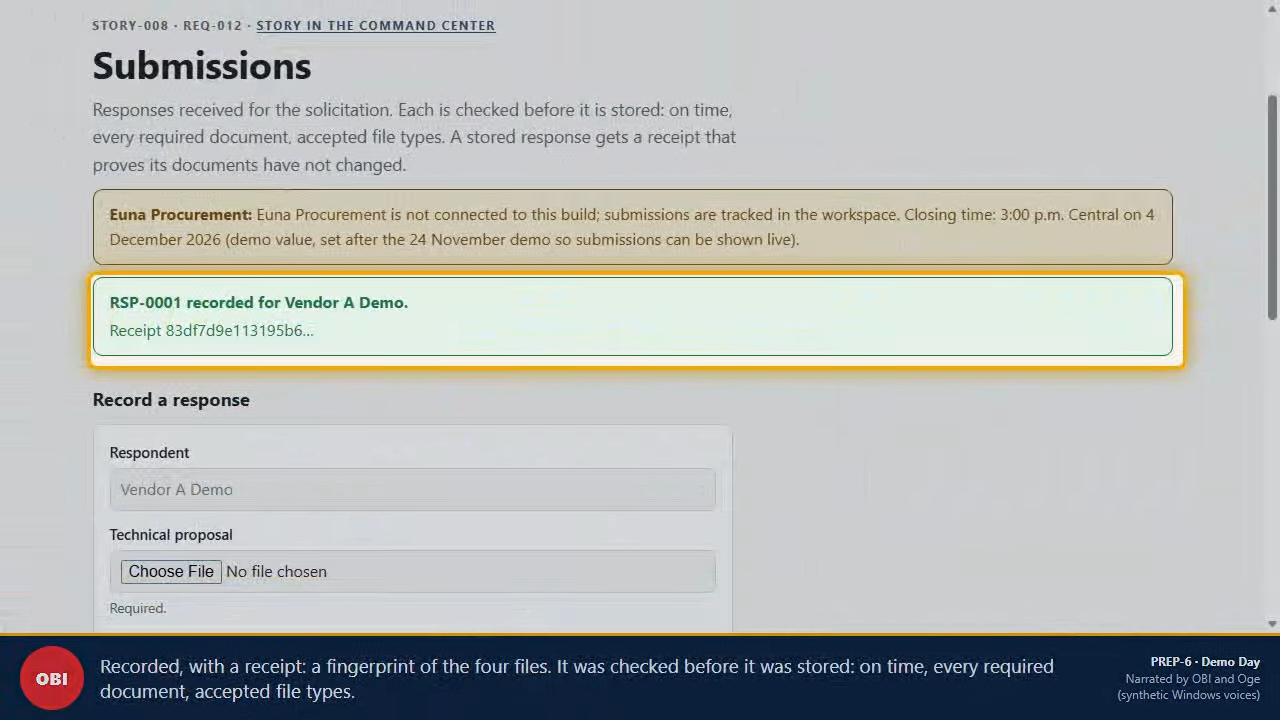 STORY-008 · REQ-012 · STORY IN THE COMMAND CENTER
Submissions
Responses received for the solicitation. Each is checked before it is stored: on time,
every required document, accepted file types. A stored response gets a receipt that
proves its documents have not changed.
Euna Procurement: Euna Procurement is not connected to this build; submissions are tracked in the workspace. Closing time: 3:00 p.m. Central on 4
December 2026 (demo value, set after the 24 November demo so submissions can be shown live).
RSP-0001 recorded for Vendor A Demo.
Receipt 83df7d9e113195b6...
Record a response
Respondent
Vendor A Demo
Technical proposal
Choose File No file chosen
Required.
OBI
Recorded, with a receipt: a fingerprint of the four files. It was checked before it was stored: on time, every required
document, accepted file types.
PREP-6 · Demo Day
Narrated by OBI and Oge
(synthetic Windows voices)